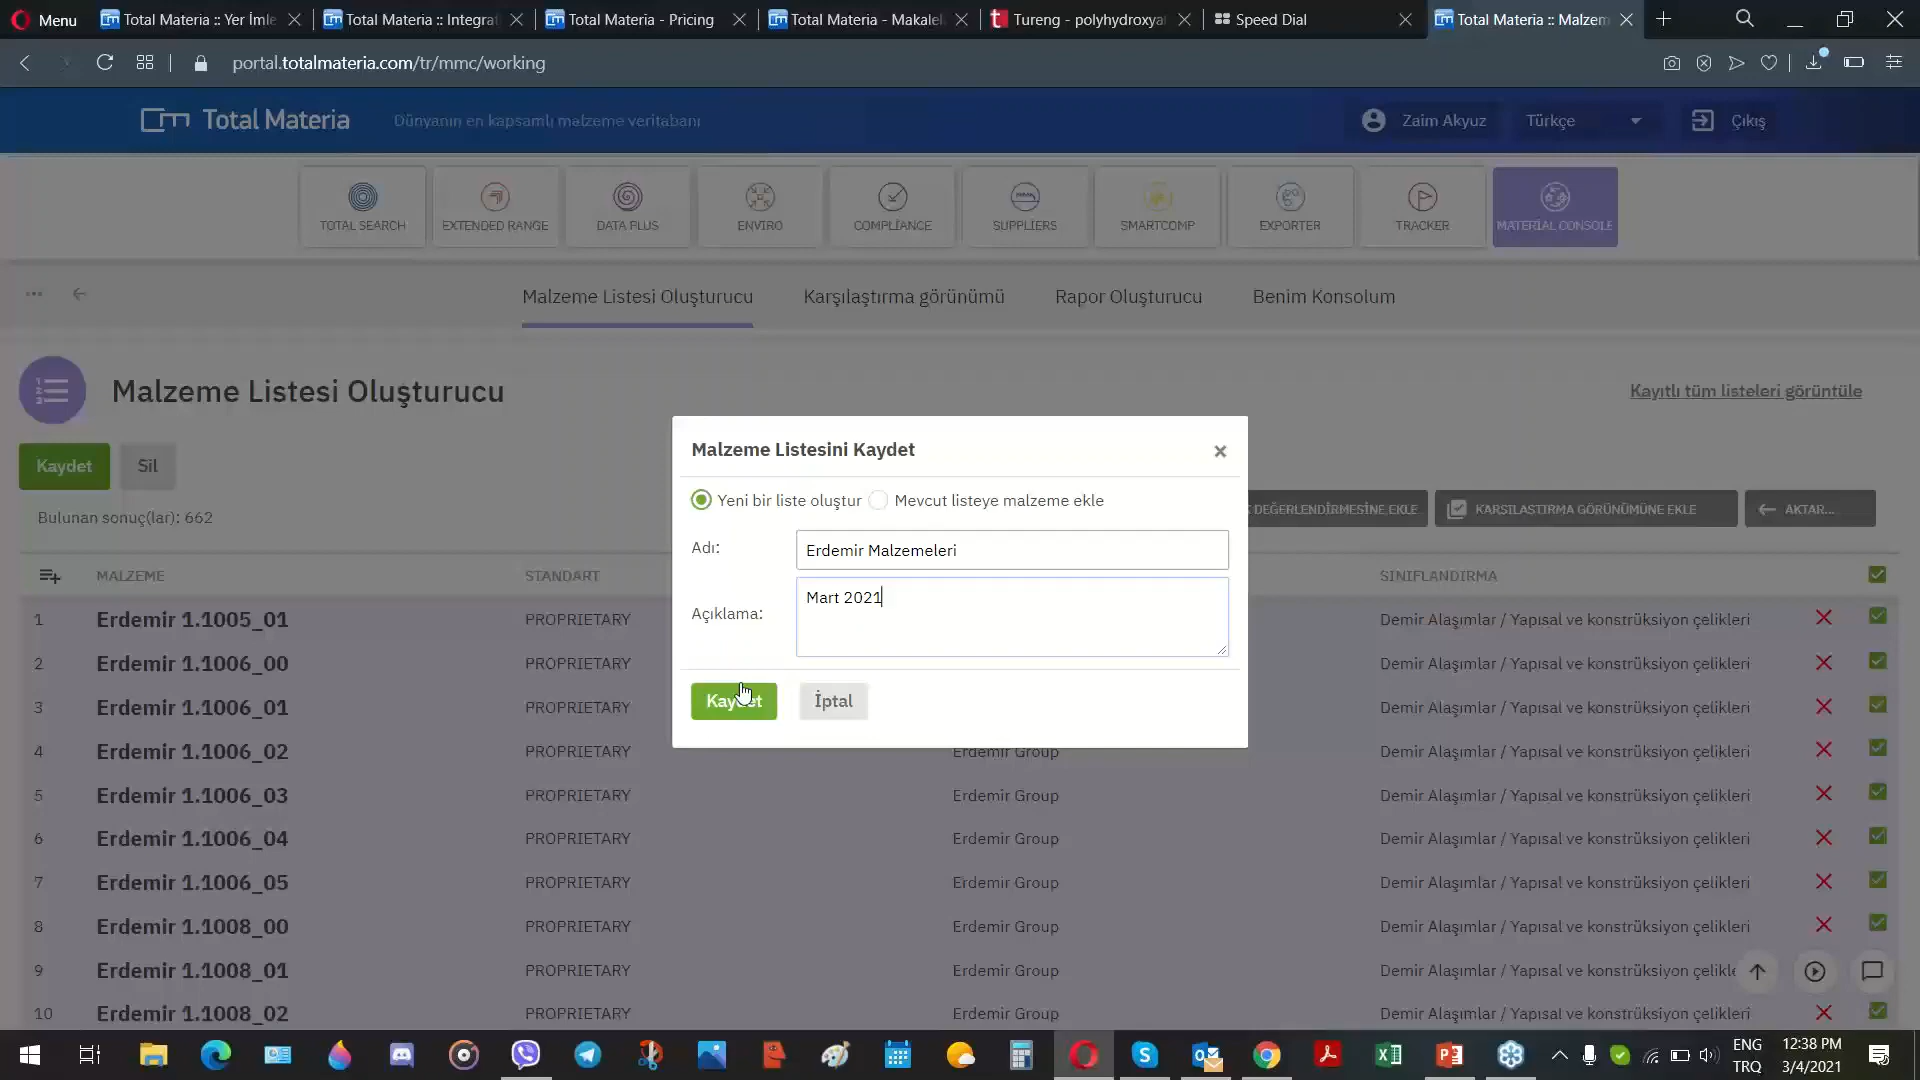 Menu
Total Materia :: Yer İmle
Total Materia :: Integrat
Total Materia - Pricing
Total Materia - Makalel
Tureng - polyhydroxya
Speed Dial
Total Materia :: Malzem
portal.totalmateria.com/tr/mmc/working
Total Materia
Dünyanın en kapsamlı malzeme veritabanı
Zaim Akyuz
Türkçe
Çıkış
TOTAL SEARCH
EXTENDED RANGE
DATA PLUS
ENVIRO
COMPLIANCE
SUPPLIERS
SMARTCOMP
EXPORTER
TRACKER
MATERIAL CONSOLE
Malzeme Listesi Oluşturucu
Karşılaştırma görünümü
Rapor Oluşturucu
Benim Konsolum
Malzeme Listesi Oluşturucu
Kayıtlı tüm listeleri görüntüle
Kaydet
Sil
Bulunan sonuç(lar): 662
DEĞERLENDİRMESİNE EKLE
KARŞILAŞTIRMA GÖRÜNÜMÜNE EKLE
AKTAR...
Malzeme Listesini Kaydet
Yeni bir liste oluştur
Mevcut listeye malzeme ekle
Adı:
Erdemir Malzemeleri
Açıklama:
Mart 2021
Kaydet
İptal
MALZEME
STANDART
SINIFLANDIRMA
1 Erdemir 1.1005_01 PROPRIETARY Demir Alaşımlar / Yapısal ve konstrüksiyon çelikleri
2 Erdemir 1.1006_00 PROPRIETARY Demir Alaşımlar / Yapısal ve konstrüksiyon çelikleri
3 Erdemir 1.1006_01 PROPRIETARY Demir Alaşımlar / Yapısal ve konstrüksiyon çelikleri
4 Erdemir 1.1006_02 PROPRIETARY Erdemir Group Demir Alaşımlar / Yapısal ve konstrüksiyon çelikleri
5 Erdemir 1.1006_03 PROPRIETARY Erdemir Group Demir Alaşımlar / Yapısal ve konstrüksiyon çelikleri
6 Erdemir 1.1006_04 PROPRIETARY Erdemir Group Demir Alaşımlar / Yapısal ve konstrüksiyon çelikleri
7 Erdemir 1.1006_05 PROPRIETARY Erdemir Group Demir Alaşımlar / Yapısal ve konstrüksiyon çelikleri
8 Erdemir 1.1008_00 PROPRIETARY Erdemir Group Demir Alaşımlar / Yapısal ve konstrüksiyon çelikleri
9 Erdemir 1.1008_01 PROPRIETARY Erdemir Group Demir Alaşımlar / Yapısal ve konstrüksiyon çelikle
10 Erdemir 1.1008_02 PROPRIETARY Erdemir Group Demir Alaşımlar / Yapısal ve konstrüksiyon çelikleri
ENG
TRQ
12:38 PM
3/4/2021